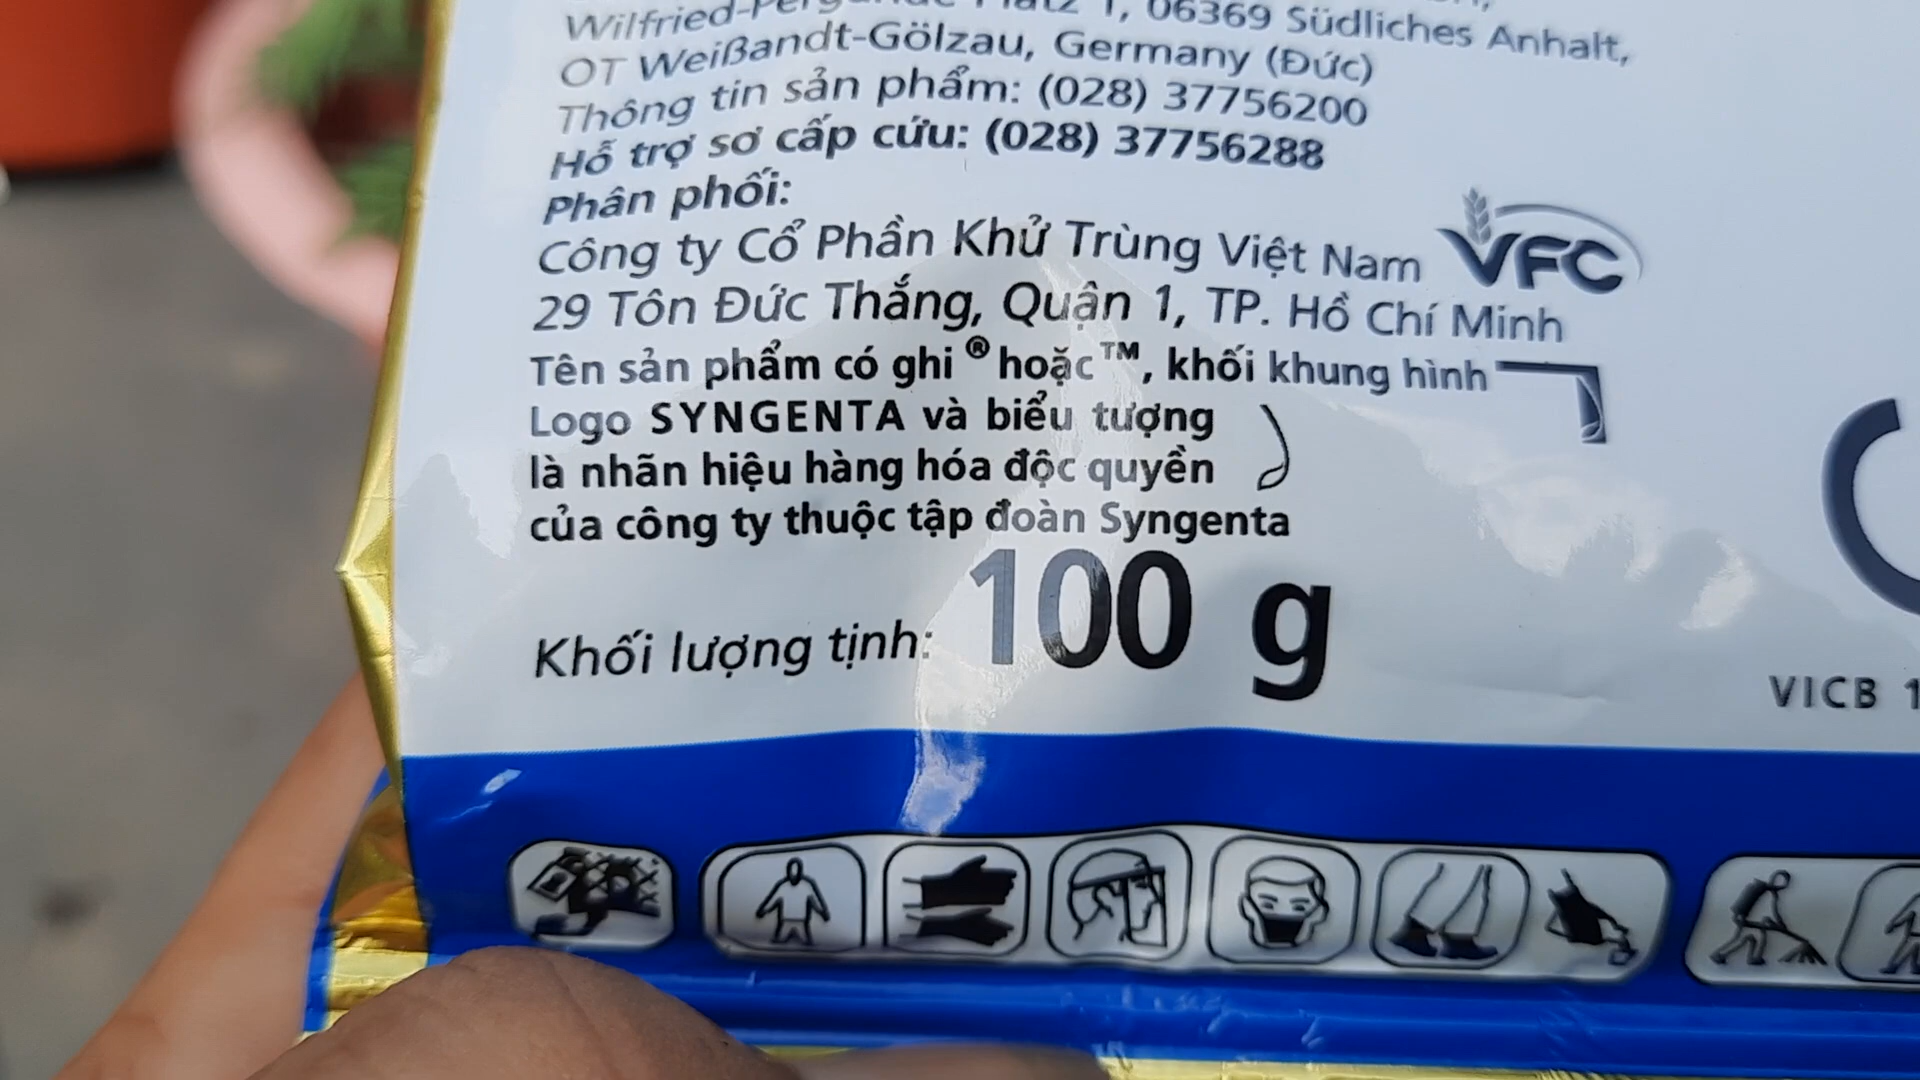 06369 Südliches Anhalt,
OT Weißandt-Gölzau, Germany (Đức)
Thông tin sản phẩm: (028) 37756200
Hỗ trợ sơ cấp cứu: (028) 37756288
Phân phối:
Công ty Cổ Phần Khử Trùng Việt Nam VFC
29 Tôn Đức Thắng, Quận 1, TP. Hồ Chí Minh
Tên sản phẩm có ghi ® hoặc ™, khối khung hình
Logo SYNGENTA và biểu tượng
là nhãn hiệu hàng hóa độc quyền
của công ty thuộc tập đoàn Syngenta
Khối lượng tịnh: 100 g
VICB